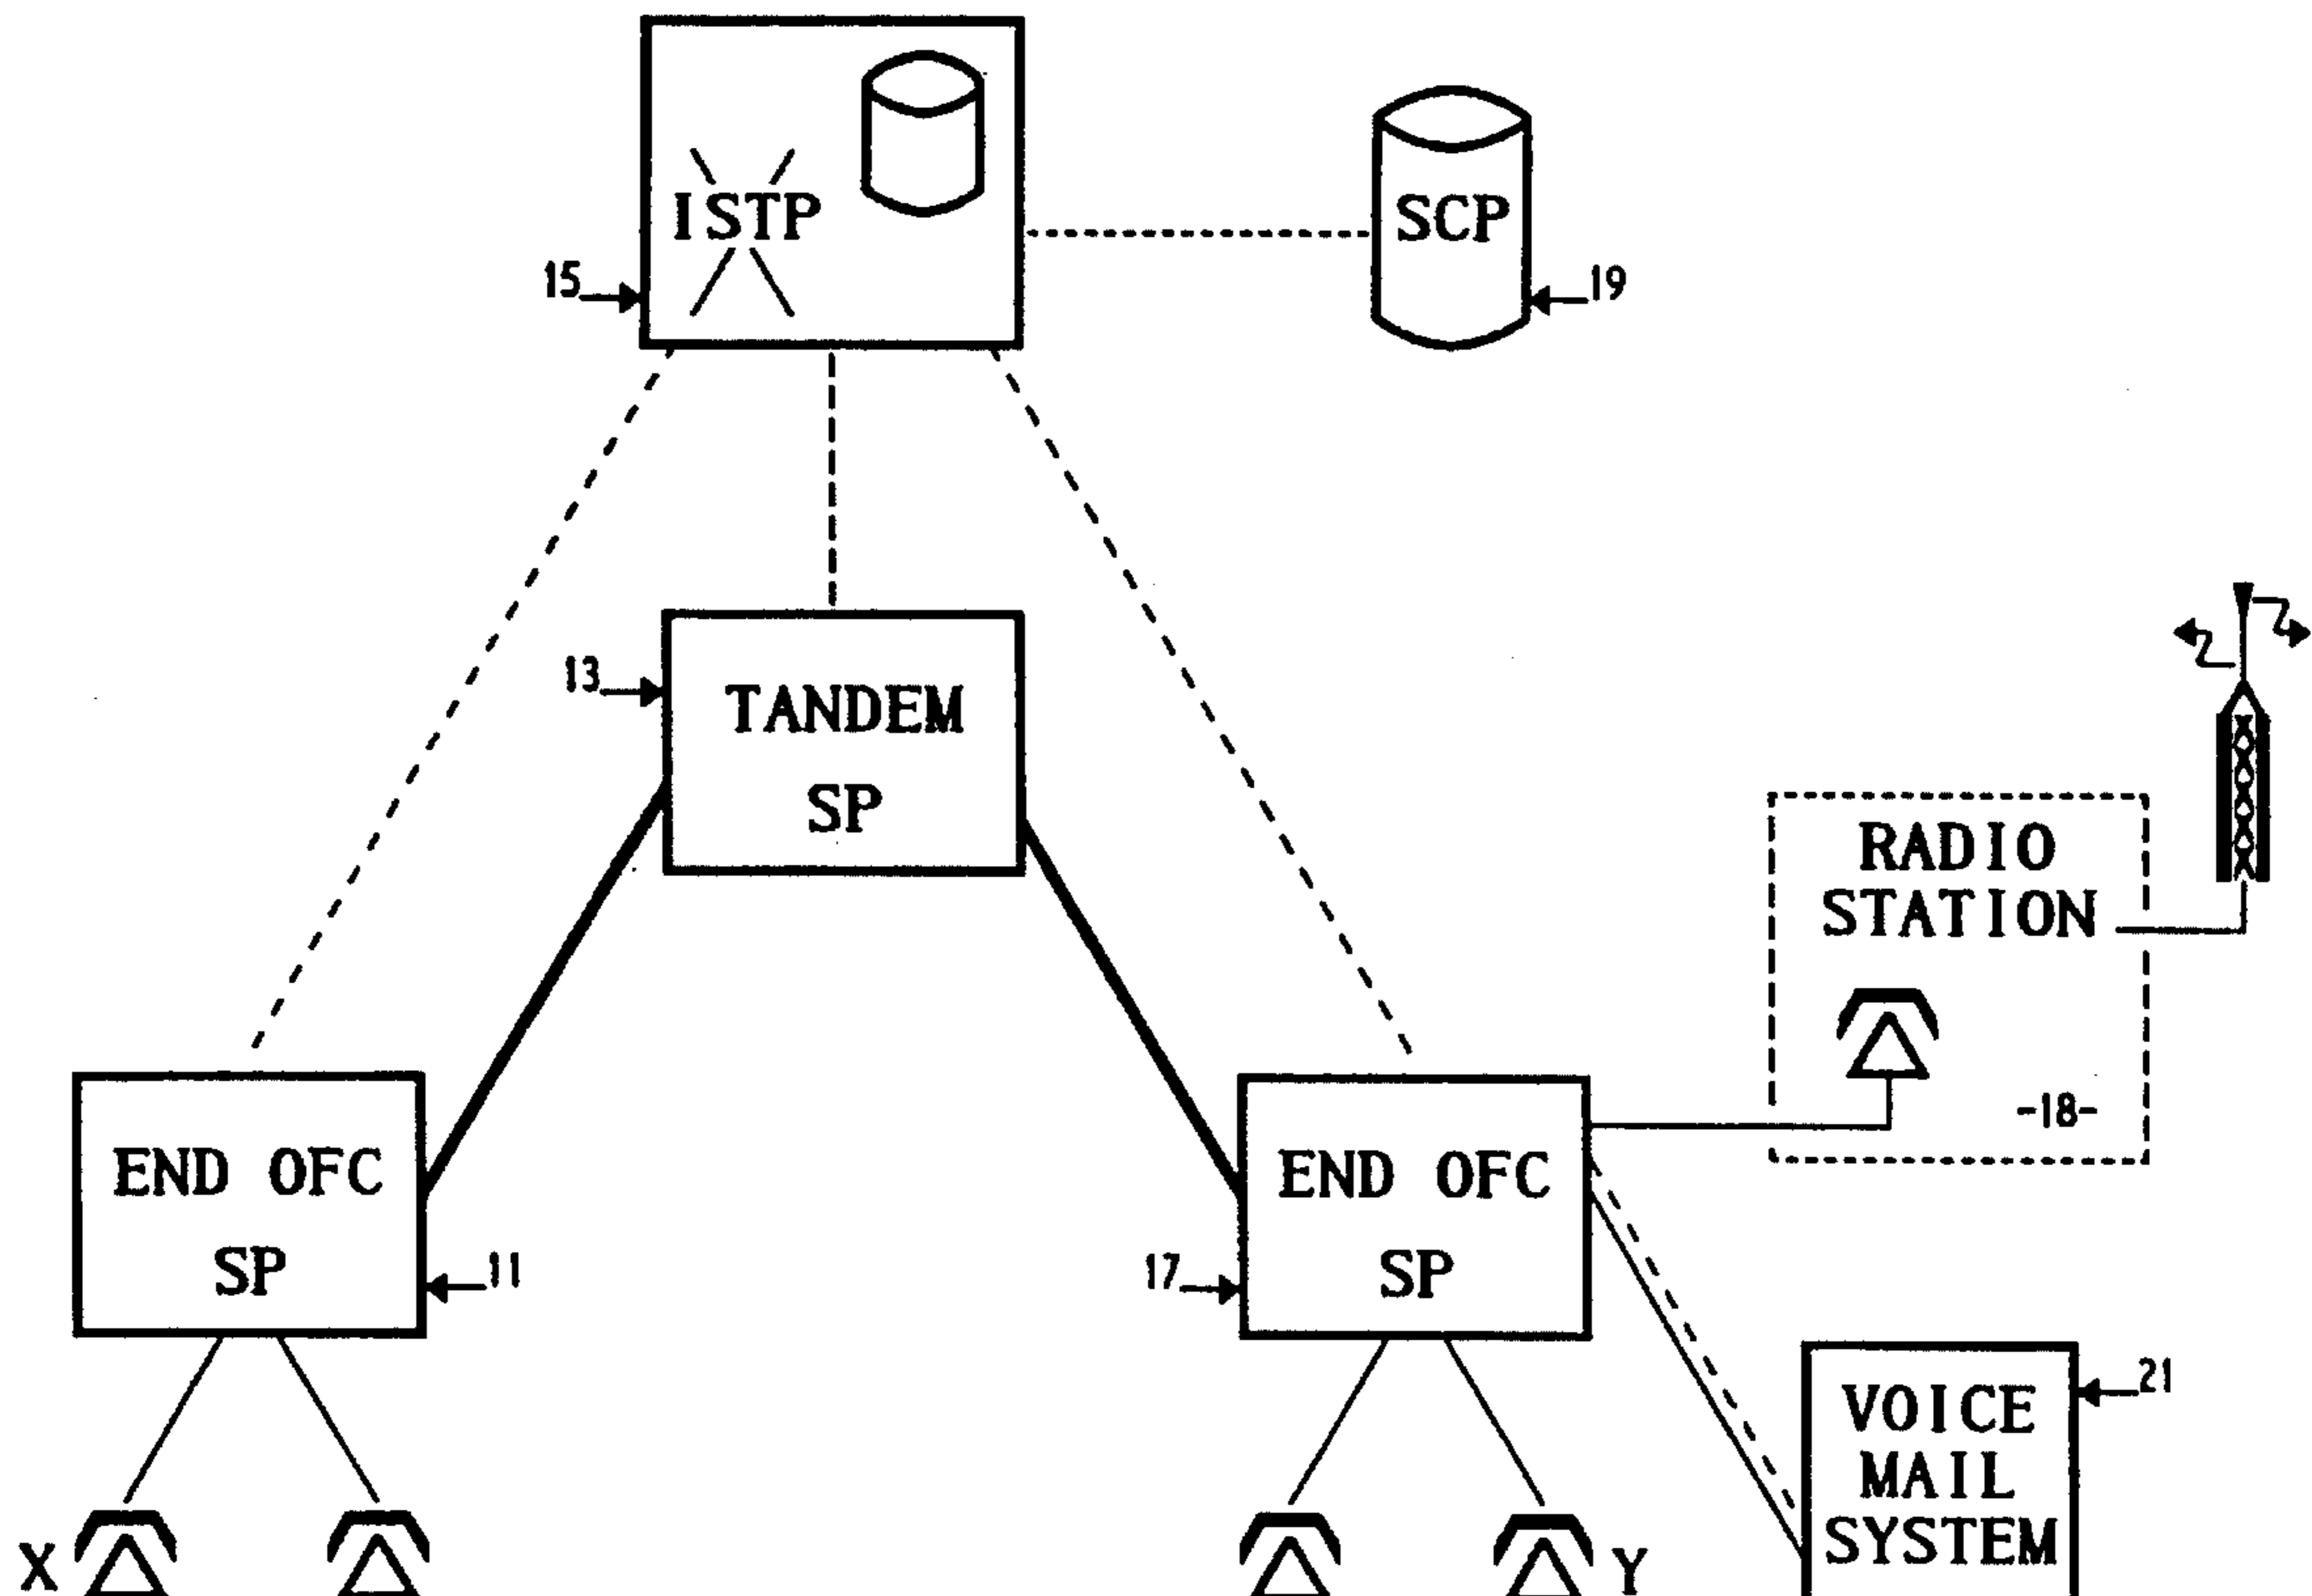 ISTP
SCP
15
19
13
TANDEM
SP
RADIO
STATION
-18-
END OFC
SP
11
END OFC
SP
17
21
VOICE
MAIL
SYSTEM
X
Y